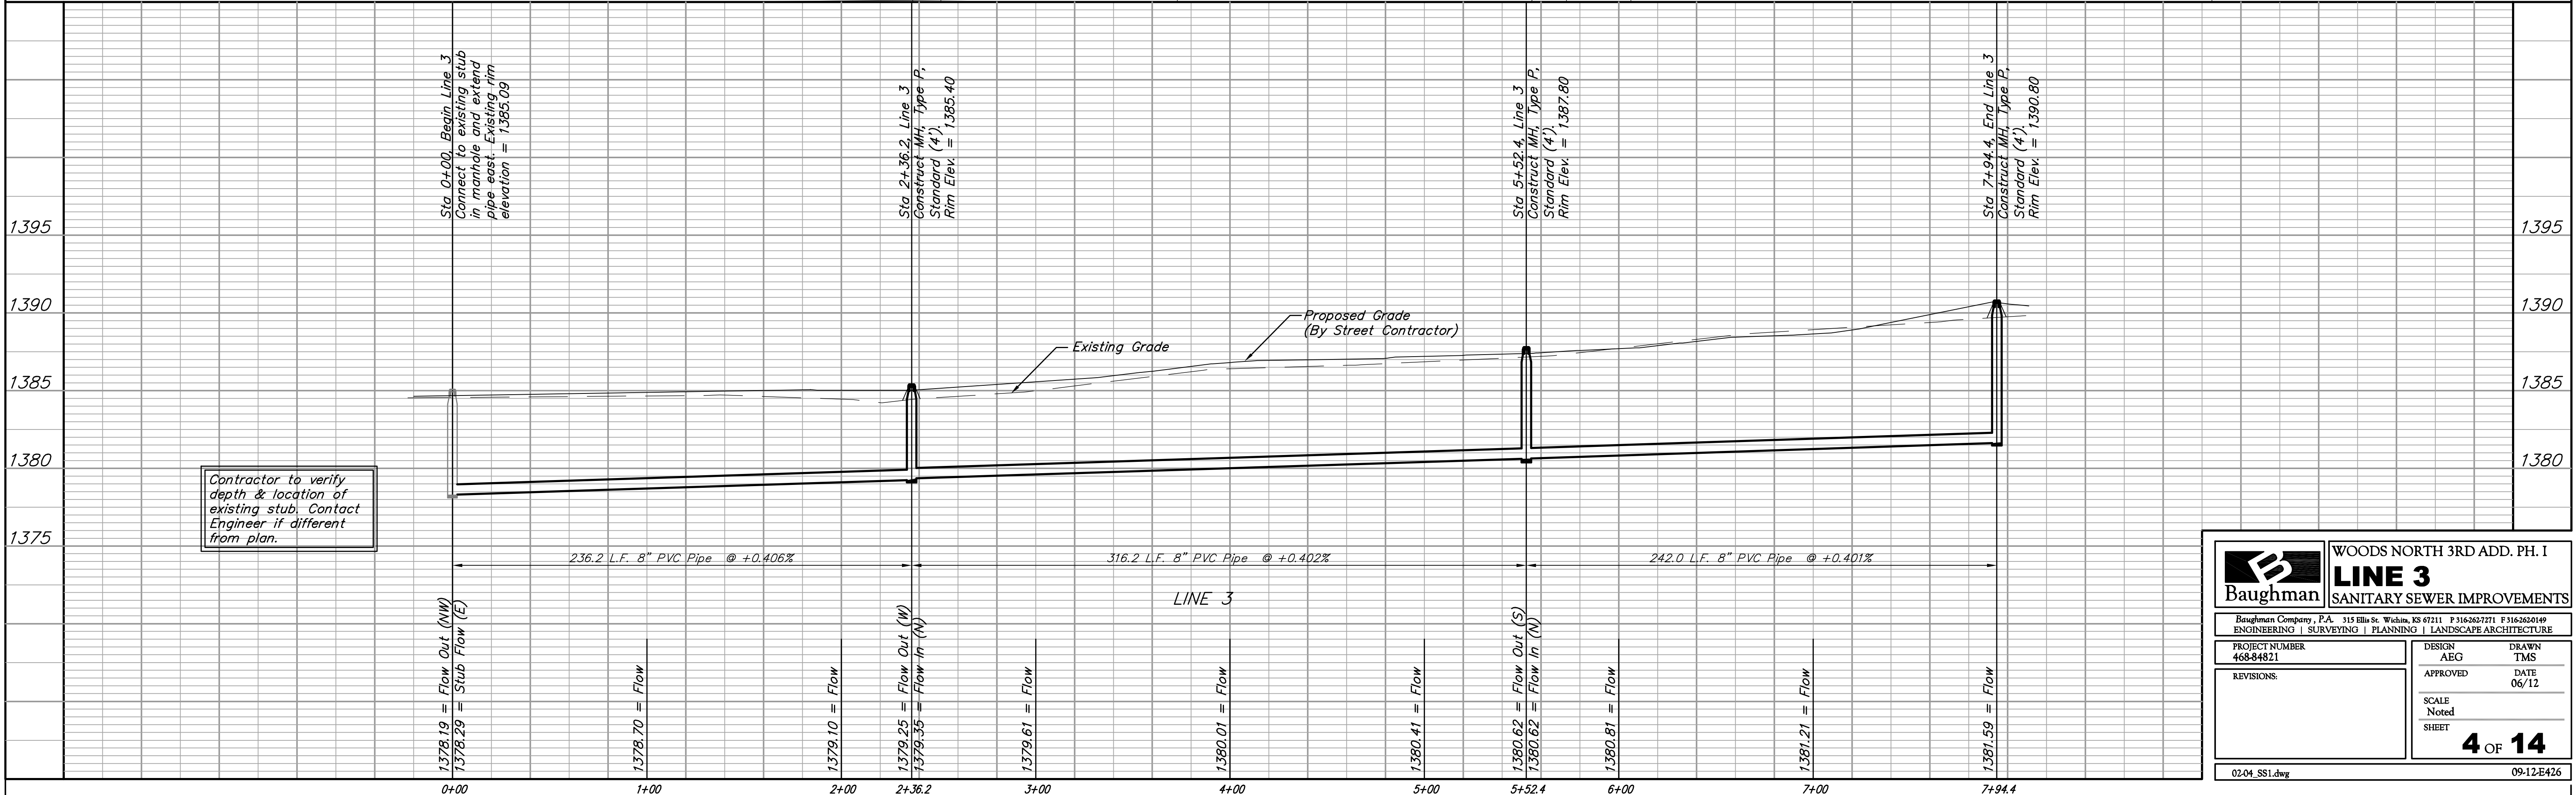 Sta 0+00, Begin Line 3
Connect to existing stub
in manhole and extend
pipe east. Existing rim
elevation = 1385.09
Sta 2+36.2, Line 3
Construct MH, Type P,
Standard (4').
Rim Elev. = 1385.40
Sta 5+52.4, Line 3
Construct MH, Type P,
Standard (4').
Rim Elev. = 1387.80
Sta 7+94.4, End Line 3
Construct MH, Type P,
Standard (4').
Rim Elev. = 1390.80
1395
1390
1385
1380
1375
1395
1390
1385
1380
Existing Grade
Proposed Grade
(By Street Contractor)
Contractor to verify
depth & location of
existing stub. Contact
Engineer if different
from plan.
236.2 L.F. 8" PVC Pipe @ +0.406%
316.2 L.F. 8" PVC Pipe @ +0.402%
242.0 L.F. 8" PVC Pipe @ +0.401%
LINE 3
1378.19 = Flow Out (NW)
1378.29 = Stub Flow (E)
1378.70 = Flow
1379.10 = Flow
1379.25 = Flow Out (W)
1379.35 = Flow In (N)
1379.61 = Flow
1380.01 = Flow
1380.41 = Flow
1380.62 = Flow Out (S)
1380.62 = Flow In (N)
1380.81 = Flow
1381.21 = Flow
1381.59 = Flow
0+00
1+00
2+00
2+36.2
3+00
4+00
5+00
5+52.4
6+00
7+00
7+94.4
Baughman
WOODS NORTH 3RD ADD. PH. I
LINE 3
SANITARY SEWER IMPROVEMENTS
Baughman Company, P.A. 315 Ellis St. Wichita, KS 67211 P 316-262-7271 F 316-262-0149
ENGINEERING | SURVEYING | PLANNING | LANDSCAPE ARCHITECTURE
PROJECT NUMBER
468-84821
REVISIONS:
DESIGN
AEG
DRAWN
TMS
APPROVED
DATE
06/12
SCALE
Noted
SHEET
4 OF 14
02-04_SS1.dwg
09-12-E426